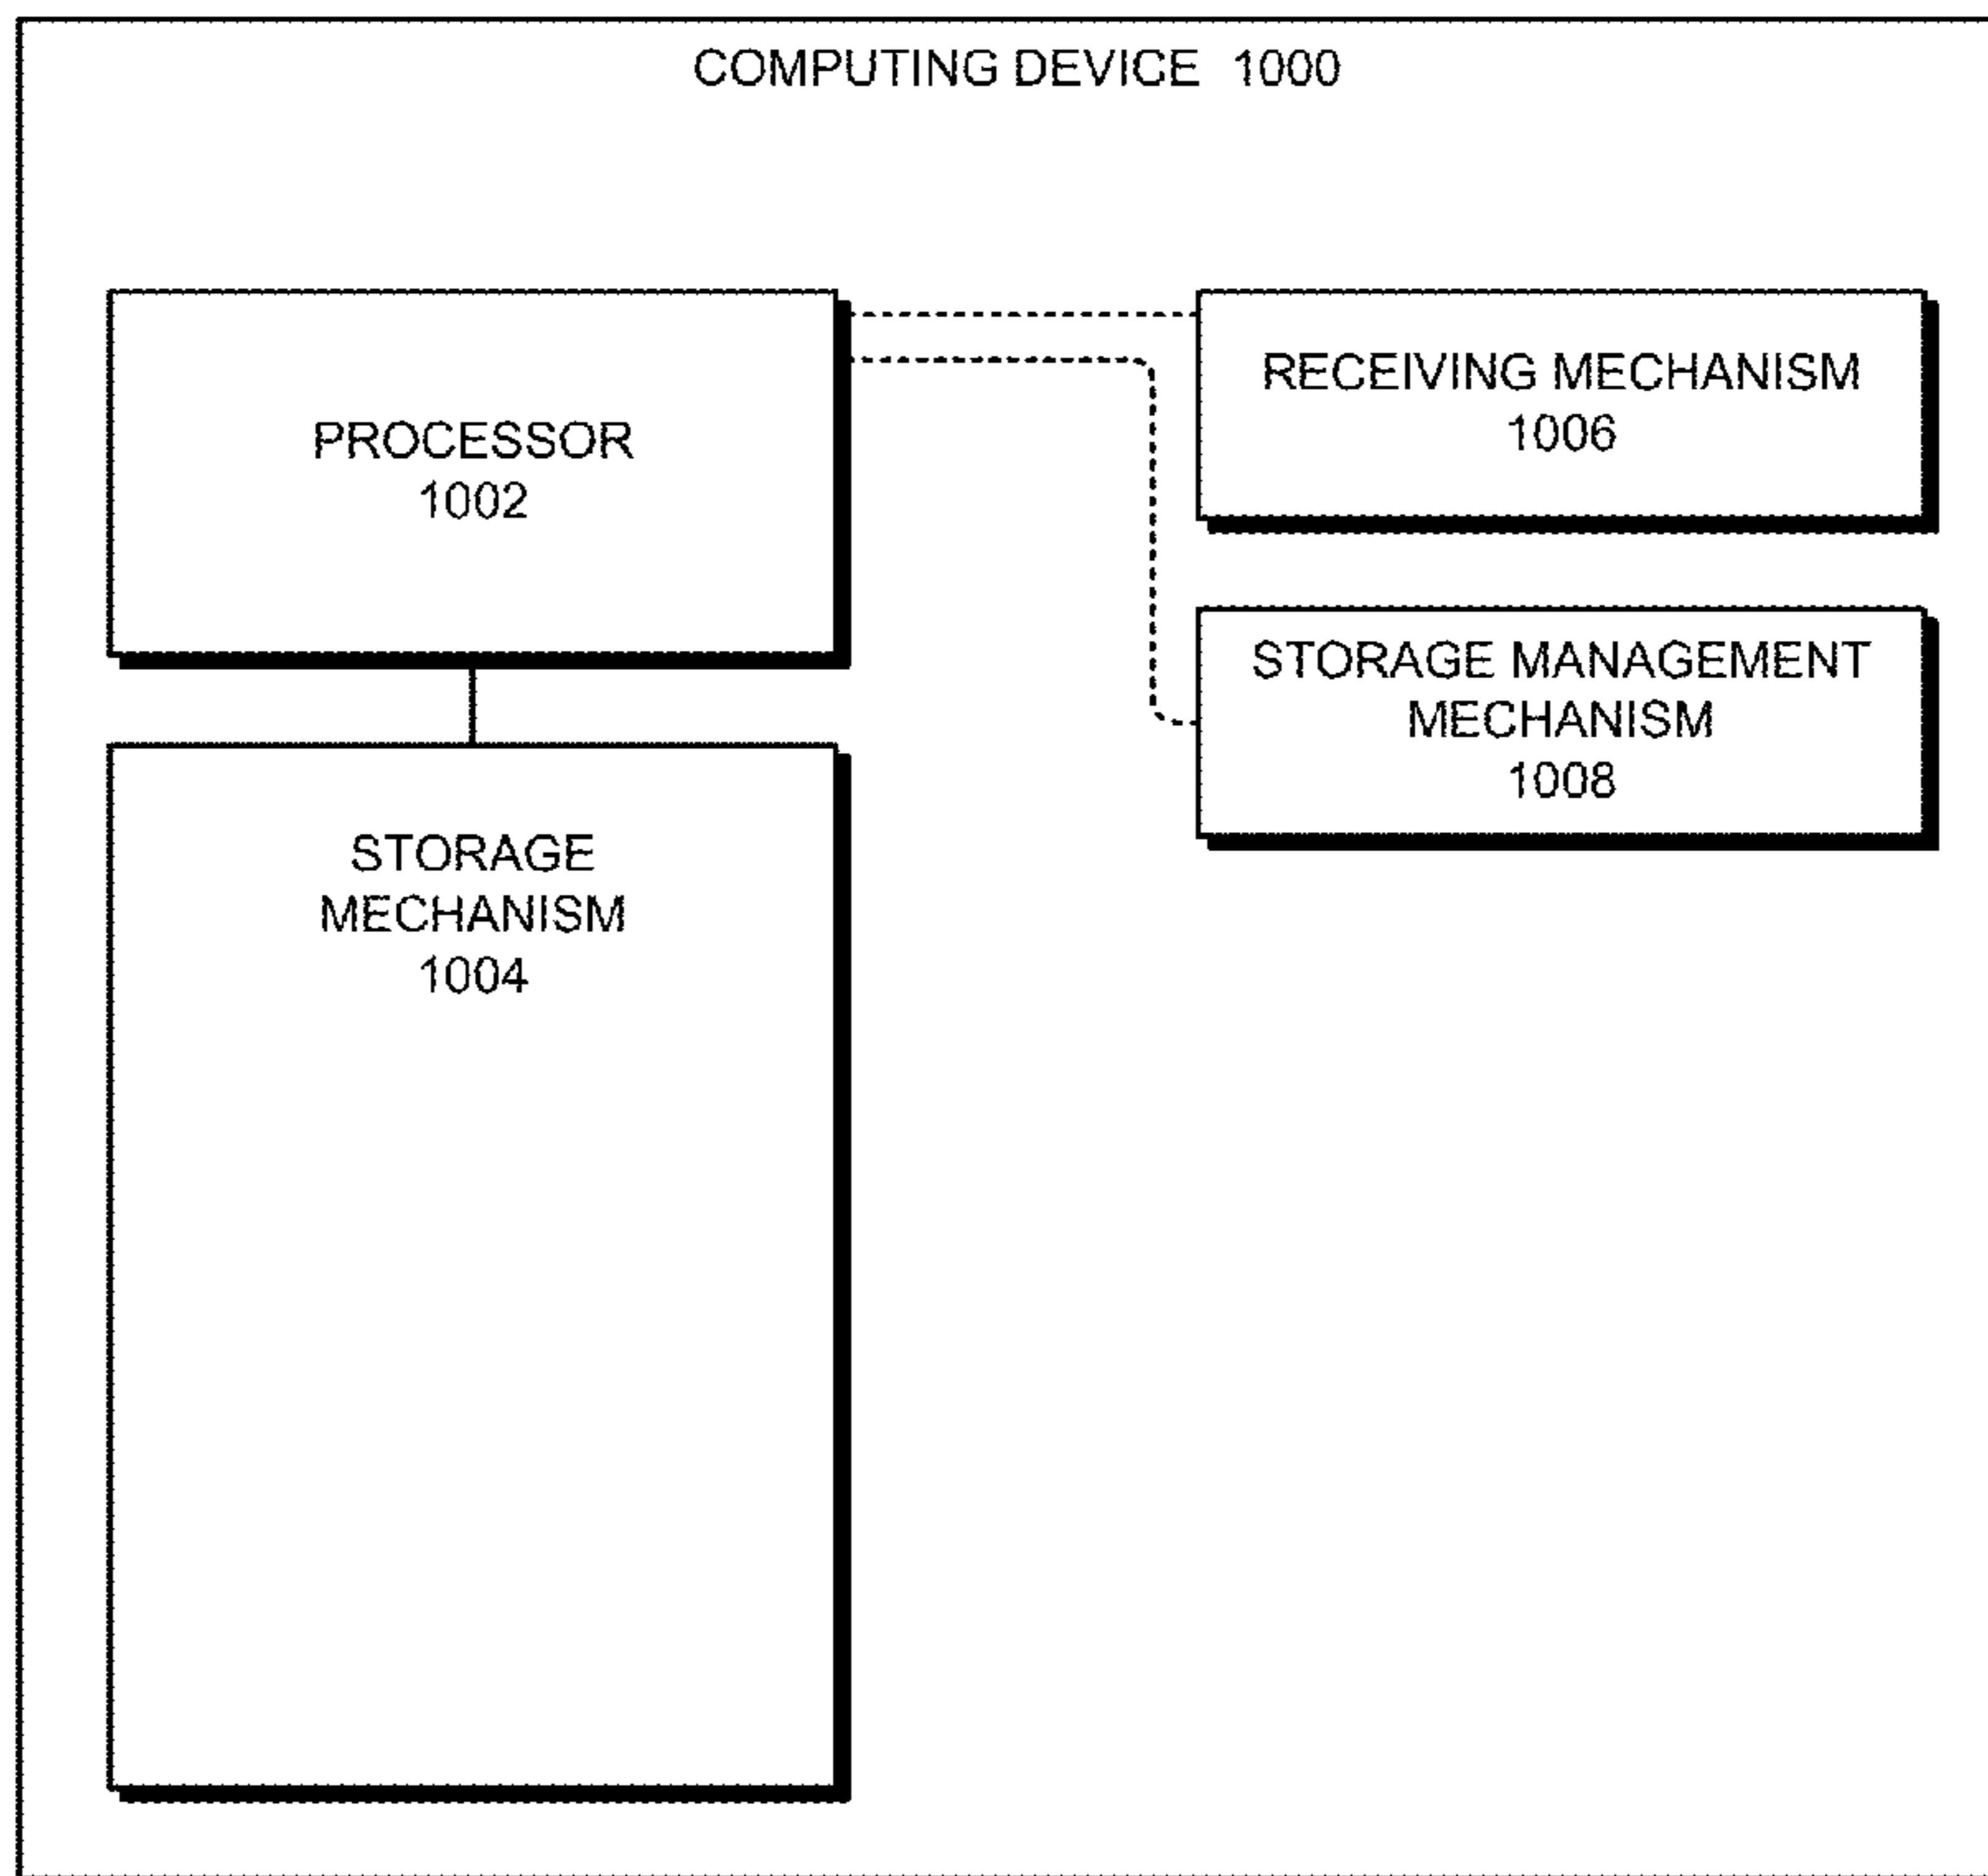 COMPUTING DEVICE 1000
PROCESSOR
1002
RECEIVING MECHANISM
1006
STORAGE MANAGEMENT
MECHANISM
1008
STORAGE
MECHANISM
1004